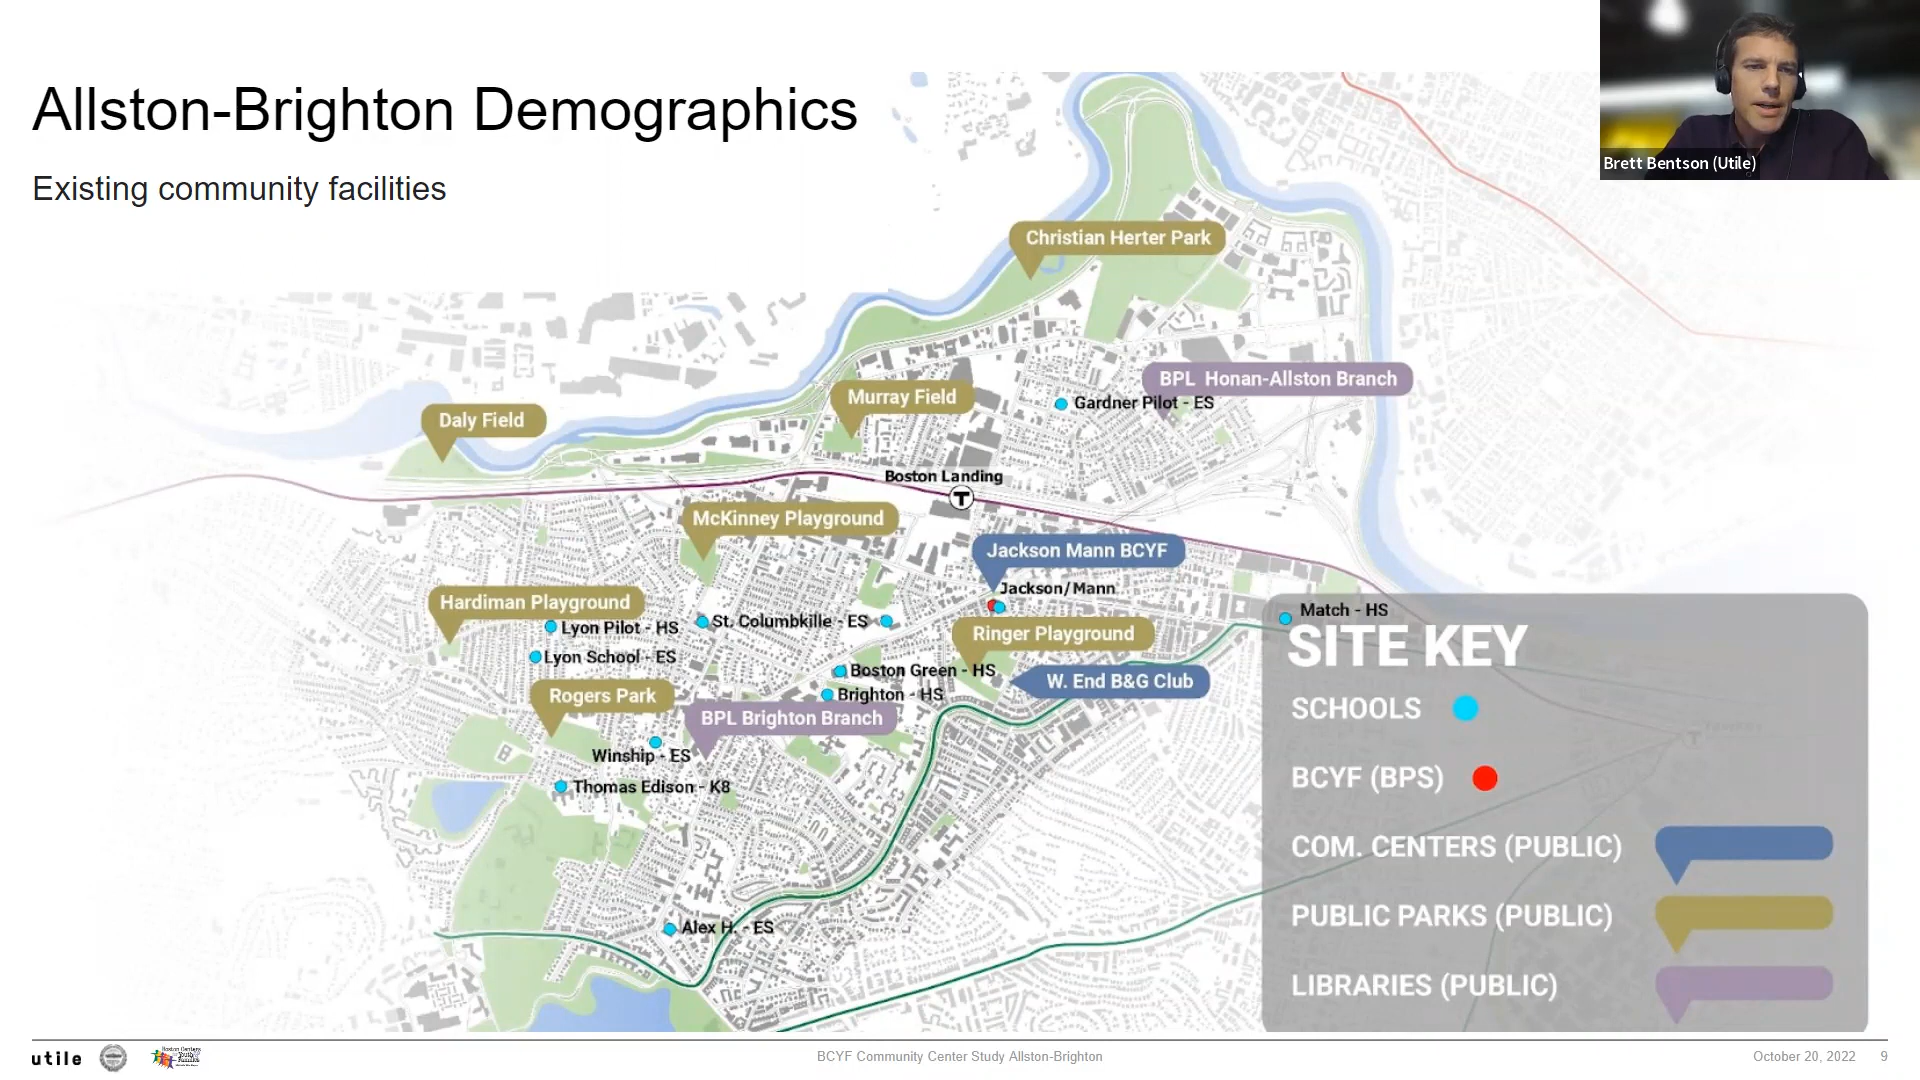 Allston-Brighton Demographics
Existing community facilities
Brett Bentson (Utile)
Christian Herter Park
BPL Honan-Allston Branch
Murray Field
Gardner Pilot - ES
Daly Field
Boston Landing
T
McKinney Playground
Jackson Mann BCYF
Jackson/Mann
Hardiman Playground
Match - HS
St. Columbkille - ES
Lyon Pilot - HS
Ringer Playground
Lyon School - ES
Boston Green - HS
W. End B&G Club
Rogers Park
Brighton - HS
BPL Brighton Branch
Winship - ES
Thomas Edison - K8
Alex H. - ES
SITE KEY
SCHOOLS
BCYF (BPS)
COM. CENTERS (PUBLIC)
PUBLIC PARKS (PUBLIC)
LIBRARIES (PUBLIC)
utile
Boston Centers
Youth
Families
BCYF Community Center Study Allston-Brighton
October 20, 2022
9